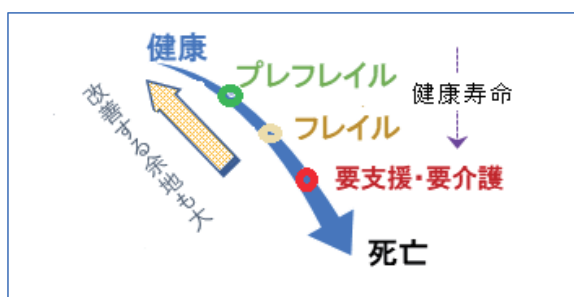 健康
プレフレイル
フレイル
要支援・要介護
死亡
健康寿命
改善する余地も大